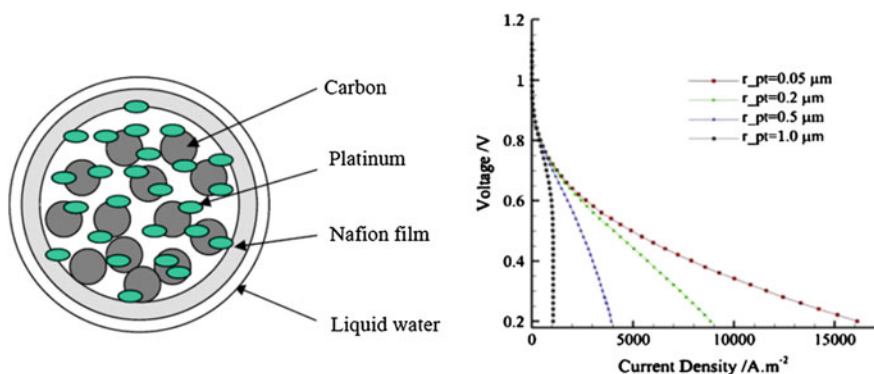 Carbon
Platinum
Nafion film
Liquid water
1.2
1
0.8
0.6
0.4
0.2
Voltage /V
r_pt=0.05 μm
r_pt=0.2 μm
r_pt=0.5 μm
r_pt=1.0 μm
0
5000
10000
15000
Current Density /A.m⁻²